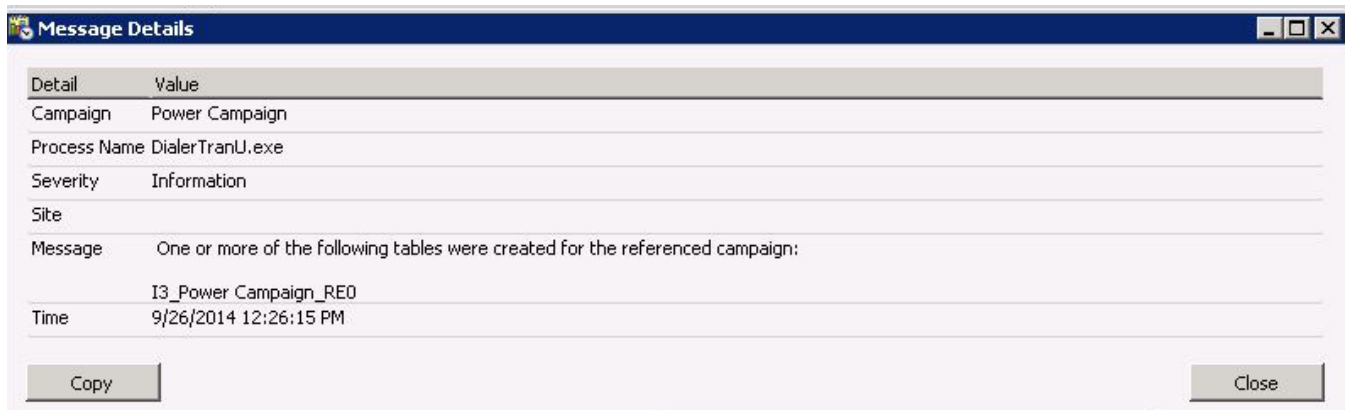 Message Details
Detail Value
Campaign Power Campaign
Process Name DialerTranU.exe
Severity Information
Site
Message One or more of the following tables were created for the referenced campaign:
I3_Power Campaign_RE0
Time 9/26/2014 12:26:15 PM
Copy Close